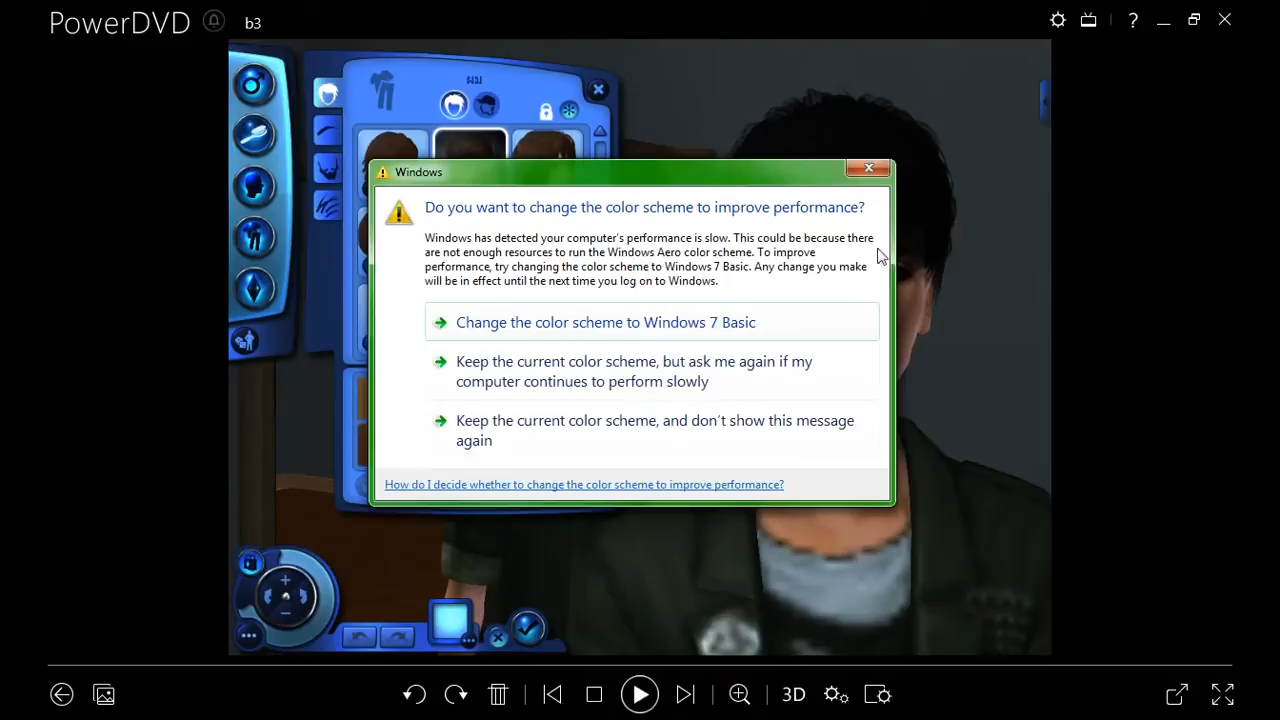 PowerDVD
b3
?
ผม
Windows
Do you want to change the color scheme to improve performance?
Windows has detected your computer's performance is slow. This could be because there
are not enough resources to run the Windows Aero color scheme. To improve
performance, try changing the color scheme to Windows 7 Basic. Any change you make
will be in effect until the next time you log on to Windows.
Change the color scheme to Windows 7 Basic
Keep the current color scheme, but ask me again if my
computer continues to perform slowly
Keep the current color scheme, and don't show this message
again
How do I decide whether to change the color scheme to improve performance?
3D